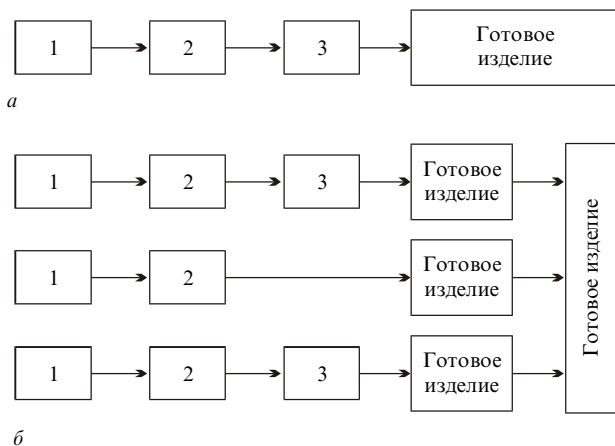 1
2
3
Готовое
изделие
а
1
2
3
Готовое
изделие
1
2
Готовое
изделие
Готовое изделие
1
2
3
Готовое
изделие
б